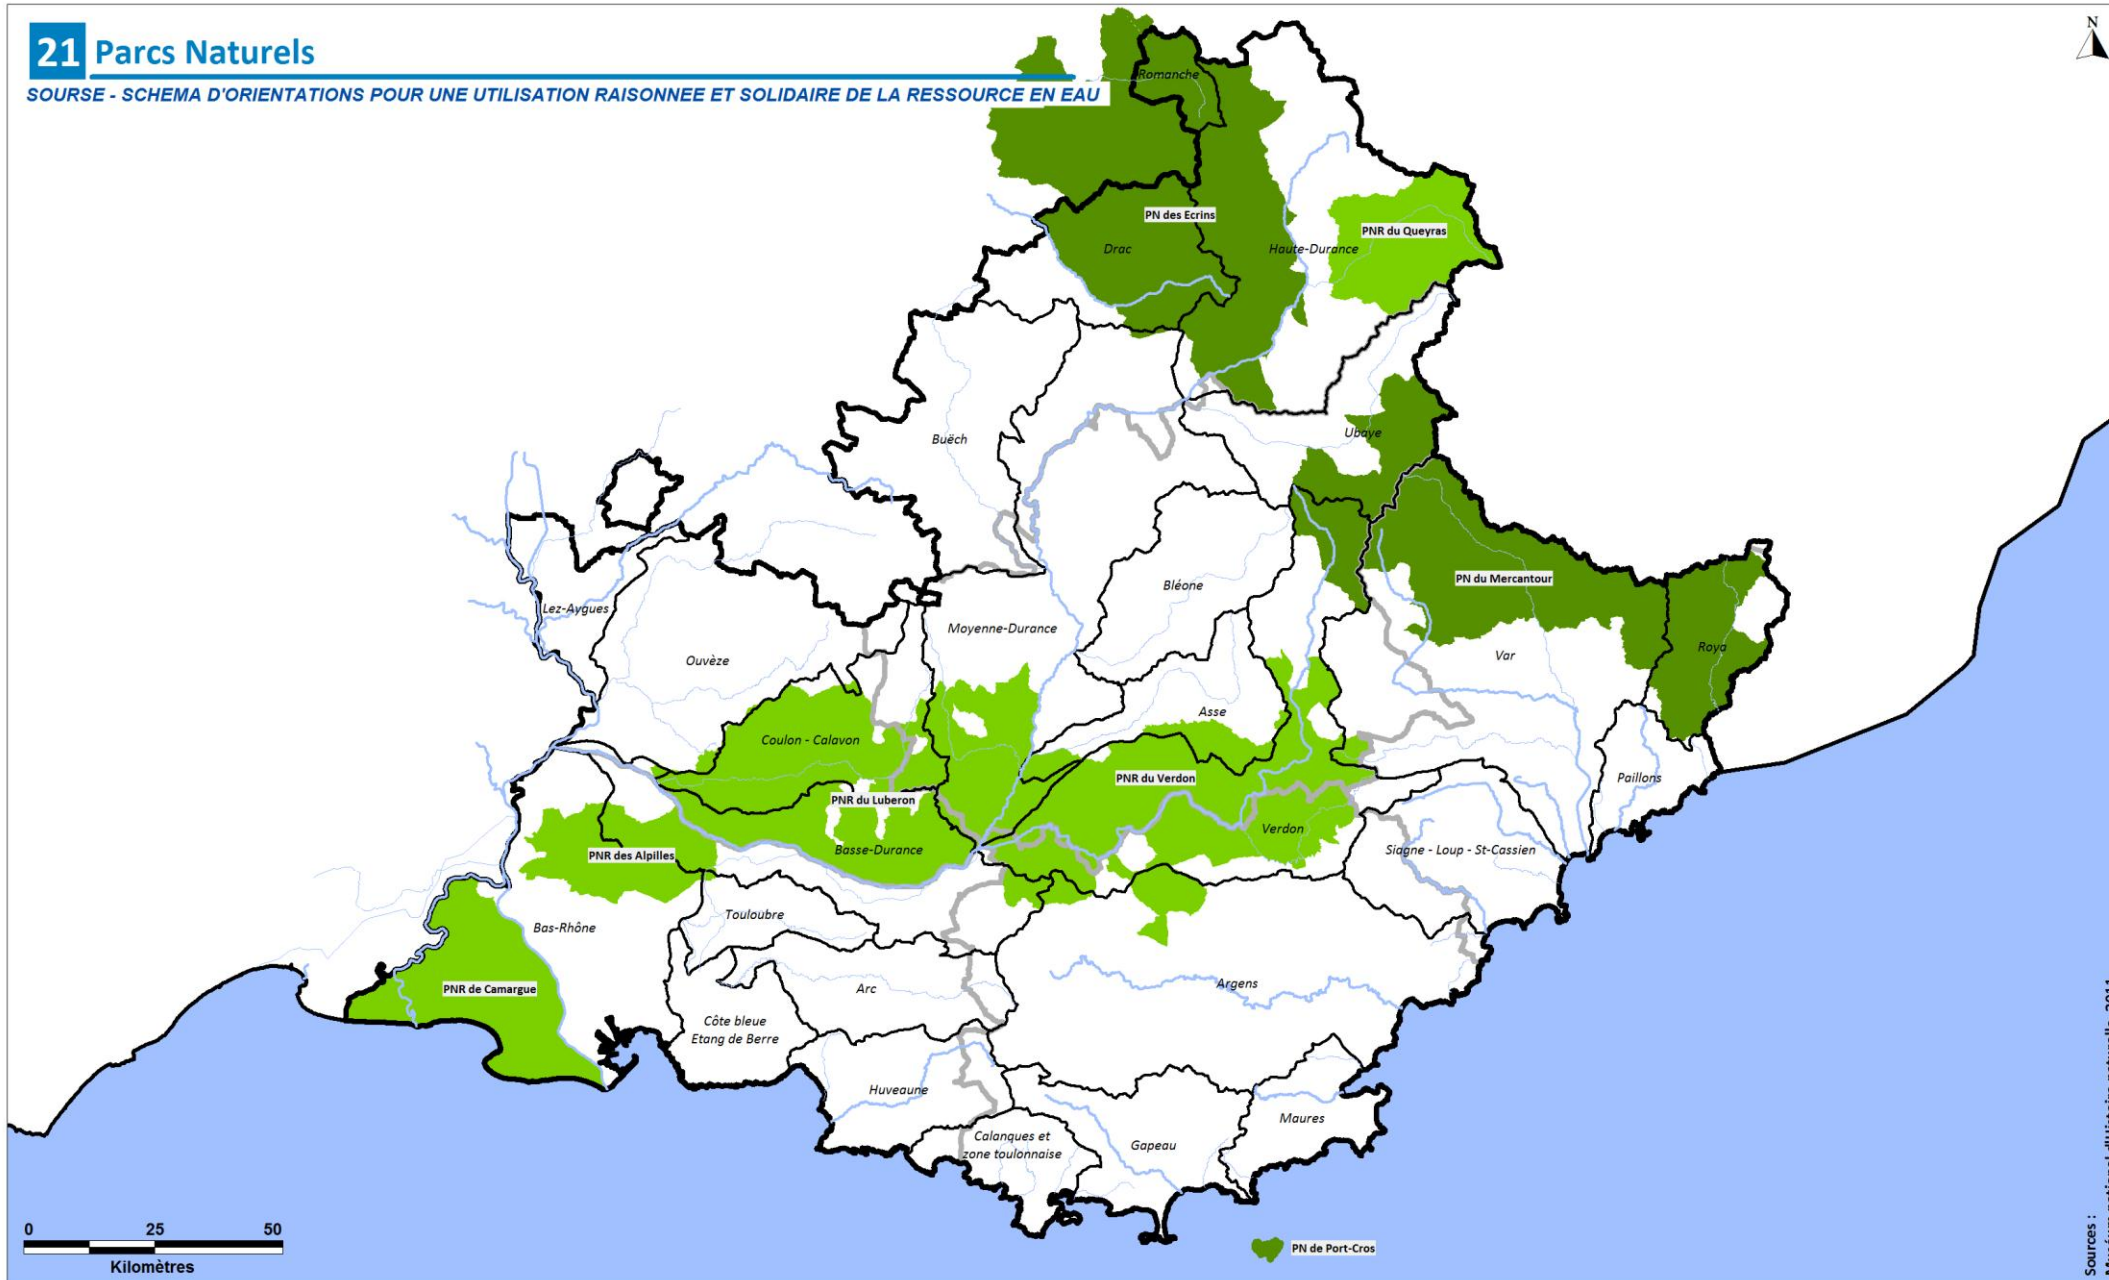 21 Parcs Naturels
SOURSE - SCHEMA D'ORIENTATIONS POUR UNE UTILISATION RAISONNEE ET SOLIDAIRE DE LA RESSOURCE EN EAU
N
Romanche
PN des Ecrins
PNR du Queyras
Drac
Haute-Durance
Buëch
Ubaye
Bléone
PN du Mercantour
Lez-Aygues
Moyenne-Durance
Ouvèze
Var
Roya
Asse
Coulon - Calavon
PNR du Verdon
Paillons
PNR du Luberon
Verdon
Basse-Durance
Siagne - Loup - St-Cassien
PNR des Alpilles
Touloubre
Bas-Rhône
PNR de Camargue
Arc
Argens
Côte bleue
Etang de Berre
Huveaune
Maures
Calanques et
zone toulonnaise
Gapeau
PN de Port-Cros
0 25 50
Kilomètres
Sources :